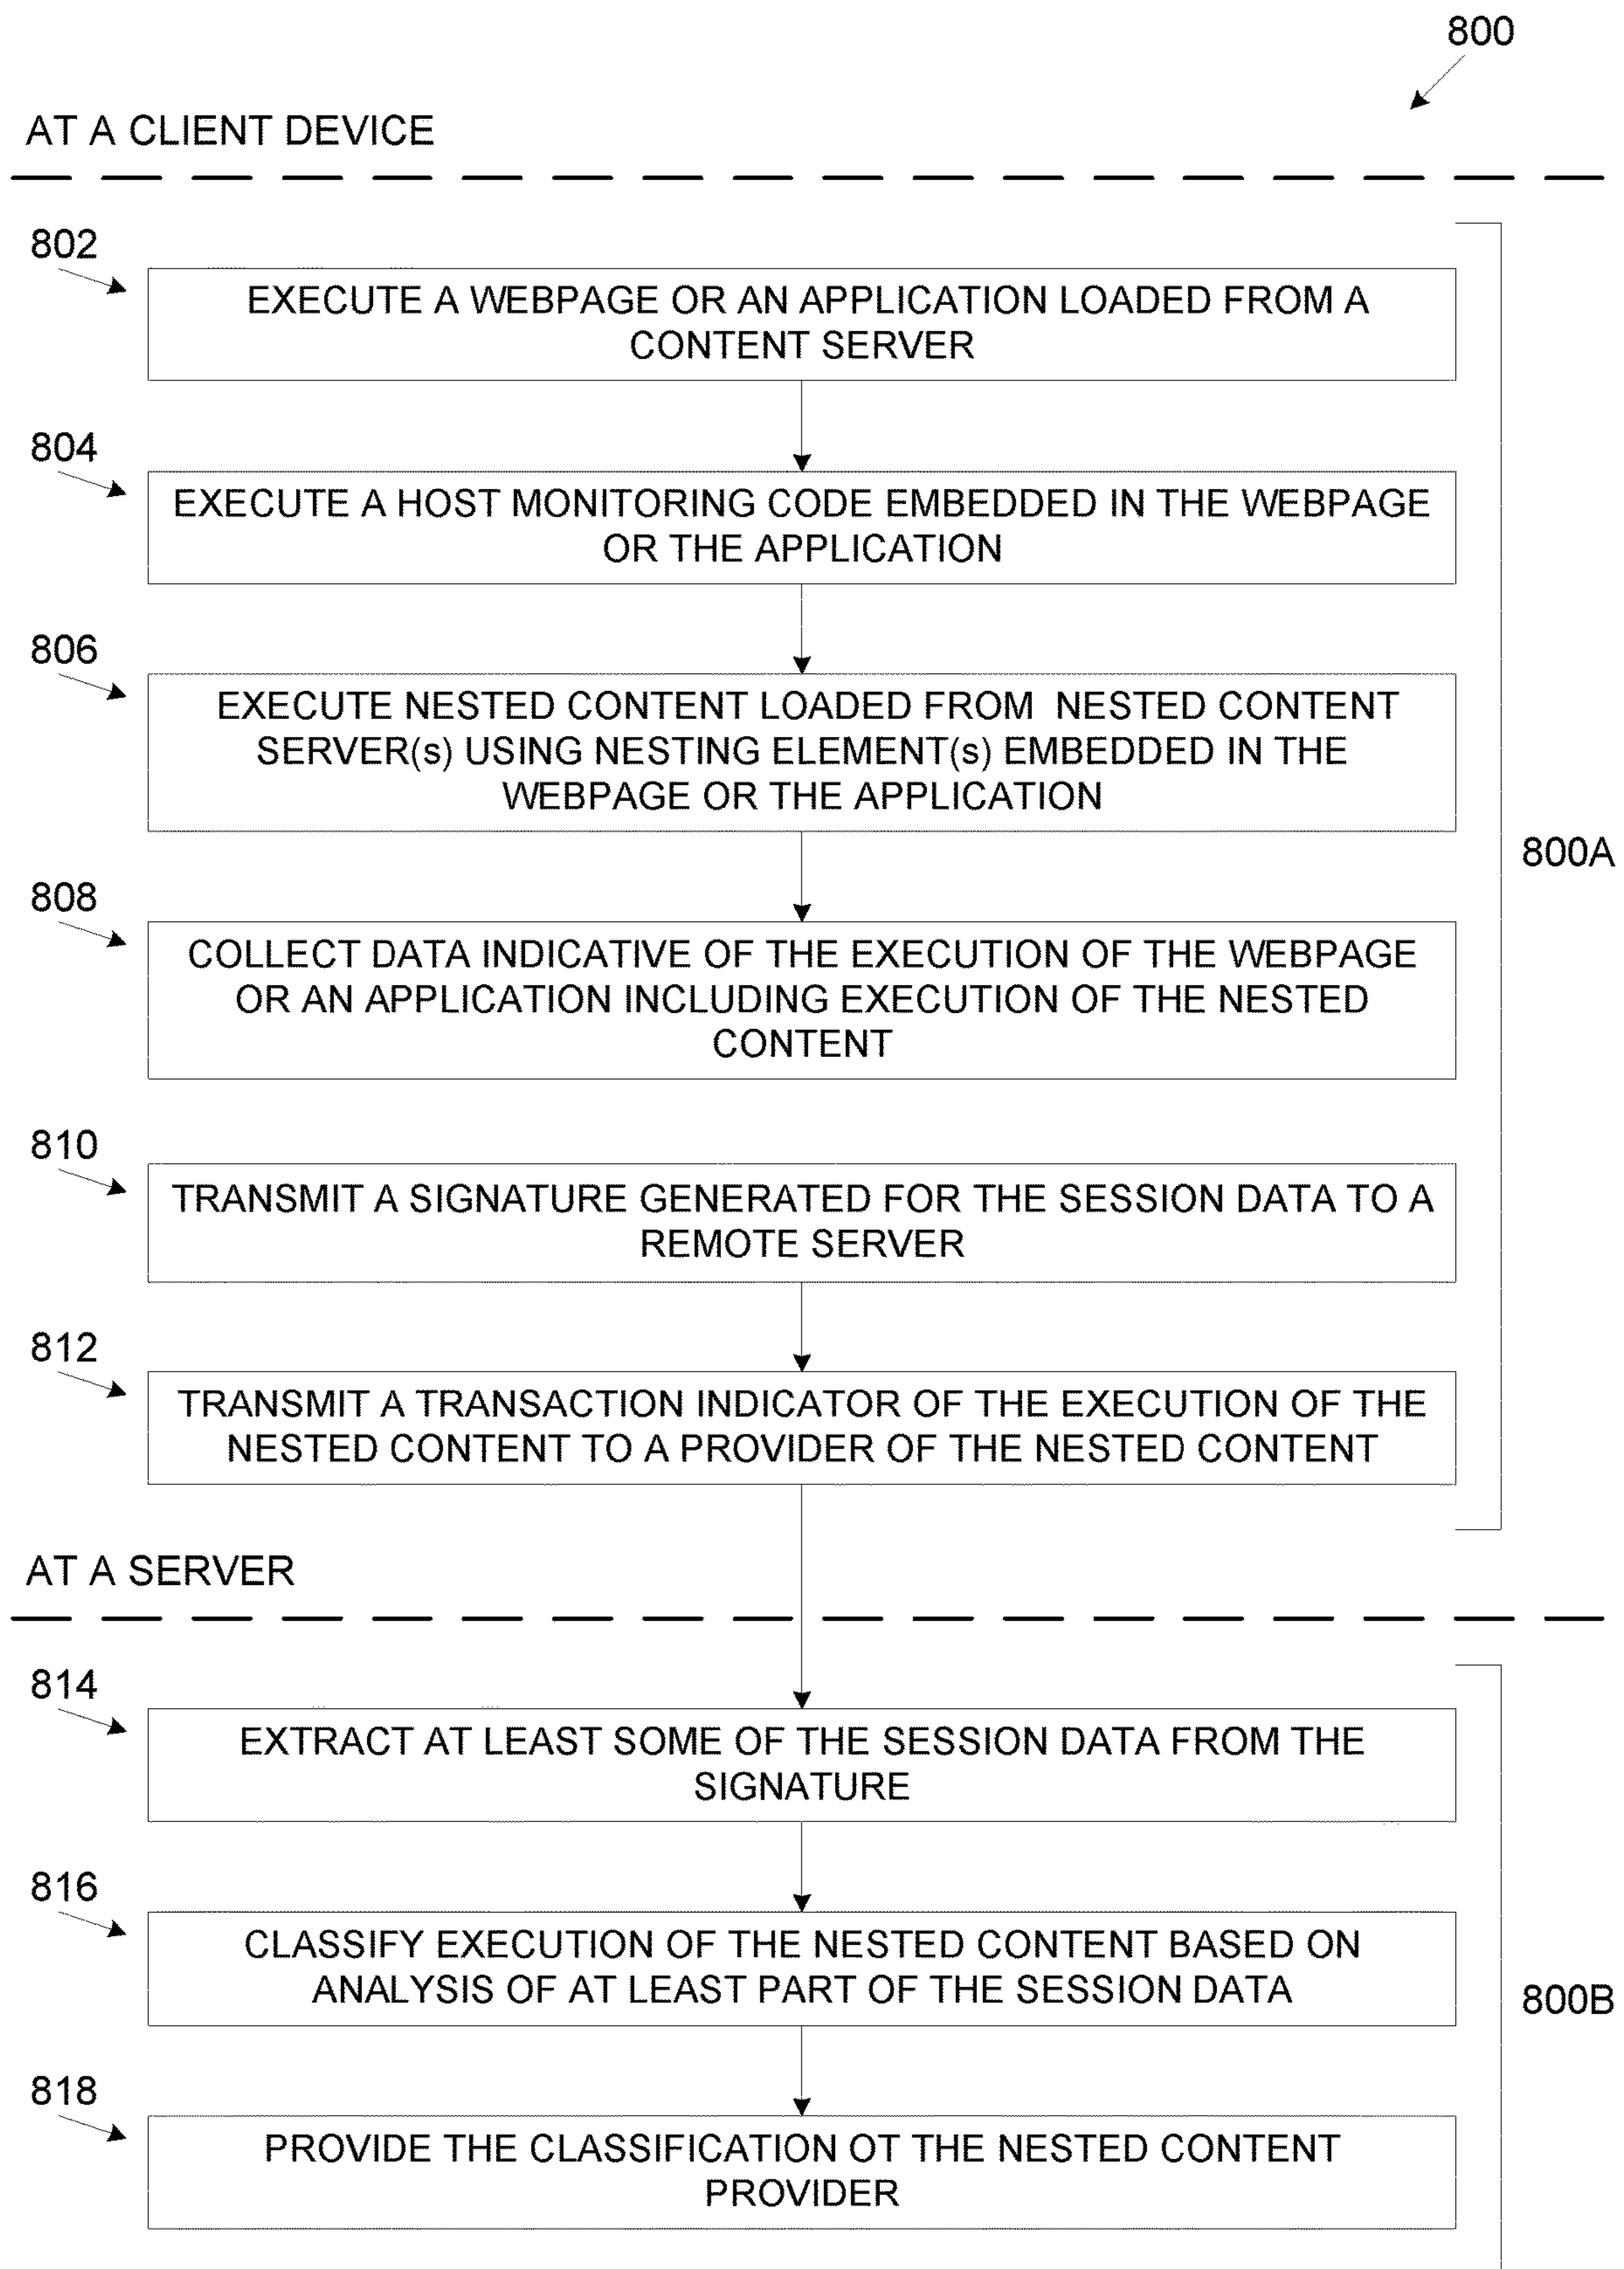 800
AT A CLIENT DEVICE
802
EXECUTE A WEBPAGE OR AN APPLICATION LOADED FROM A
CONTENT SERVER
804
EXECUTE A HOST MONITORING CODE EMBEDDED IN THE WEBPAGE
OR THE APPLICATION
806
EXECUTE NESTED CONTENT LOADED FROM NESTED CONTENT
SERVER(s) USING NESTING ELEMENT(s) EMBEDDED IN THE
WEBPAGE OR THE APPLICATION
800A
808
COLLECT DATA INDICATIVE OF THE EXECUTION OF THE WEBPAGE
OR AN APPLICATION INCLUDING EXECUTION OF THE NESTED
CONTENT
810
TRANSMIT A SIGNATURE GENERATED FOR THE SESSION DATA TO A
REMOTE SERVER
812
TRANSMIT A TRANSACTION INDICATOR OF THE EXECUTION OF THE
NESTED CONTENT TO A PROVIDER OF THE NESTED CONTENT
AT A SERVER
814
EXTRACT AT LEAST SOME OF THE SESSION DATA FROM THE
SIGNATURE
816
CLASSIFY EXECUTION OF THE NESTED CONTENT BASED ON
ANALYSIS OF AT LEAST PART OF THE SESSION DATA
800B
818
PROVIDE THE CLASSIFICATION OT THE NESTED CONTENT
PROVIDER